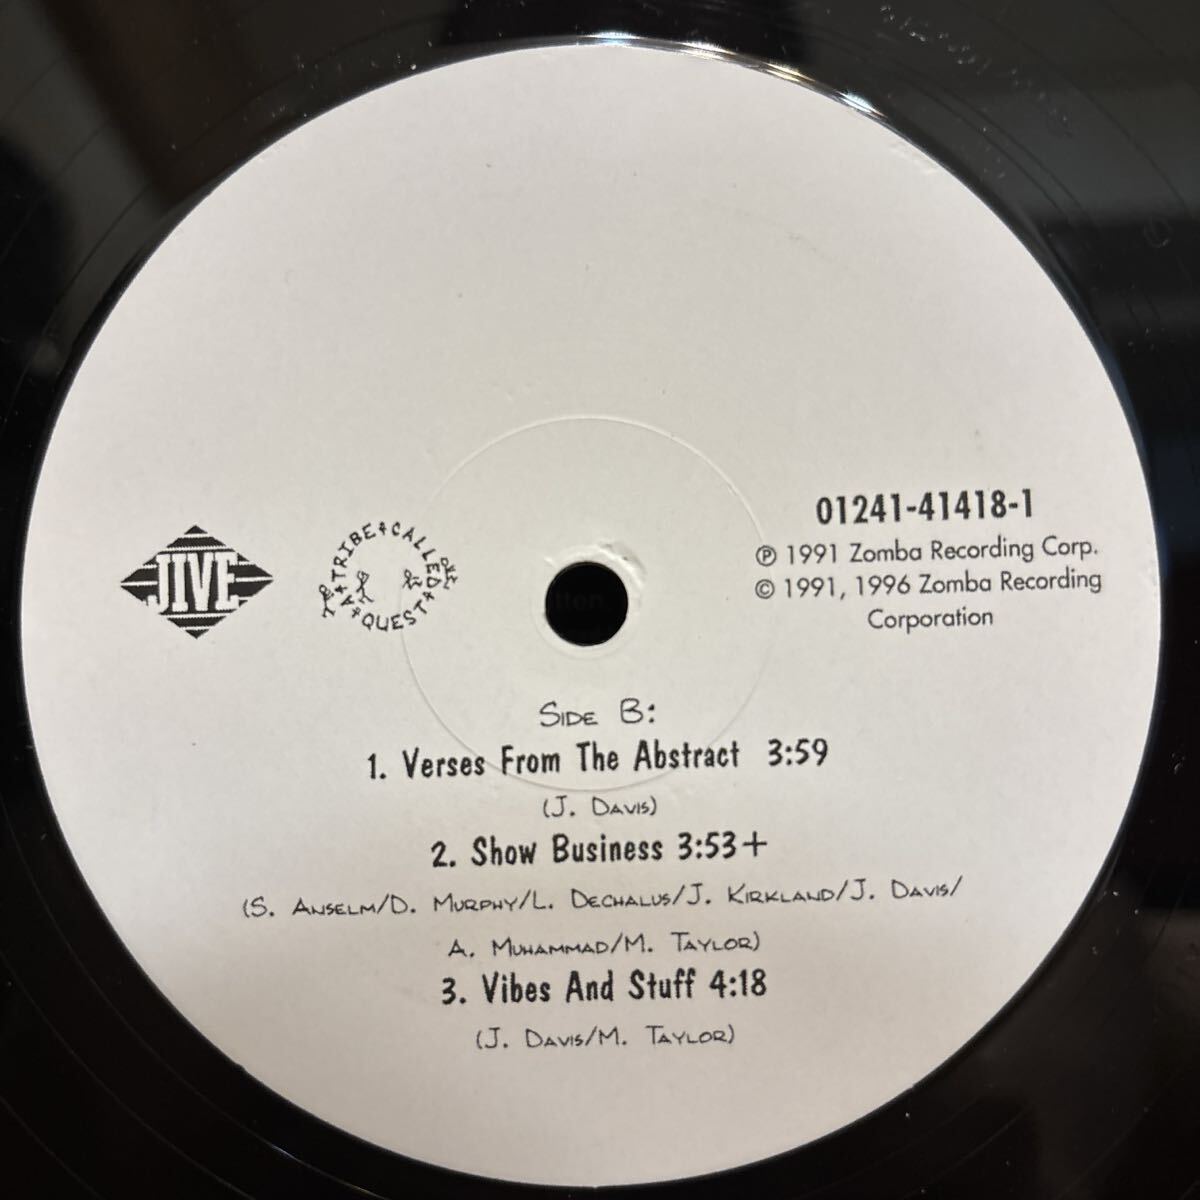 JIVE
A+TRIBE+CALLED+QUEST+
01241-41418-1
℗ 1991 Zomba Recording Corp.
© 1991, 1996 Zomba Recording
Corporation
SIDE B:
1. Verses From The Abstract 3:59
(J. DAVIS)
2. Show Business 3:53+
(S. ANSELM/D. MURPHY/L. DECHALUS/J. KIRKLAND/J. DAVIS/
A. MUHAMMAD/M. TAYLOR)
3. Vibes And Stuff 4:18
(J. DAVIS/M. TAYLOR)